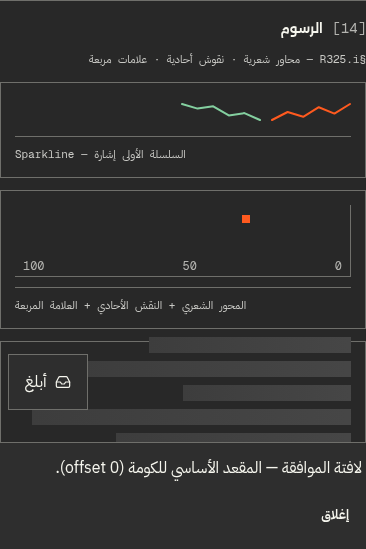 [14] الرسوم
§R325.i — محاور شعرية · نقوش أحادية · علامات مربعة
السلسلة الأولى إشارة — Sparkline
100 50 0
المحور الشعري + النقش الأحادي + العلامة المربعة
أبلغ
لافتة الموافقة — المقعد الأساسي للكومة (offset 0).
إغلاق